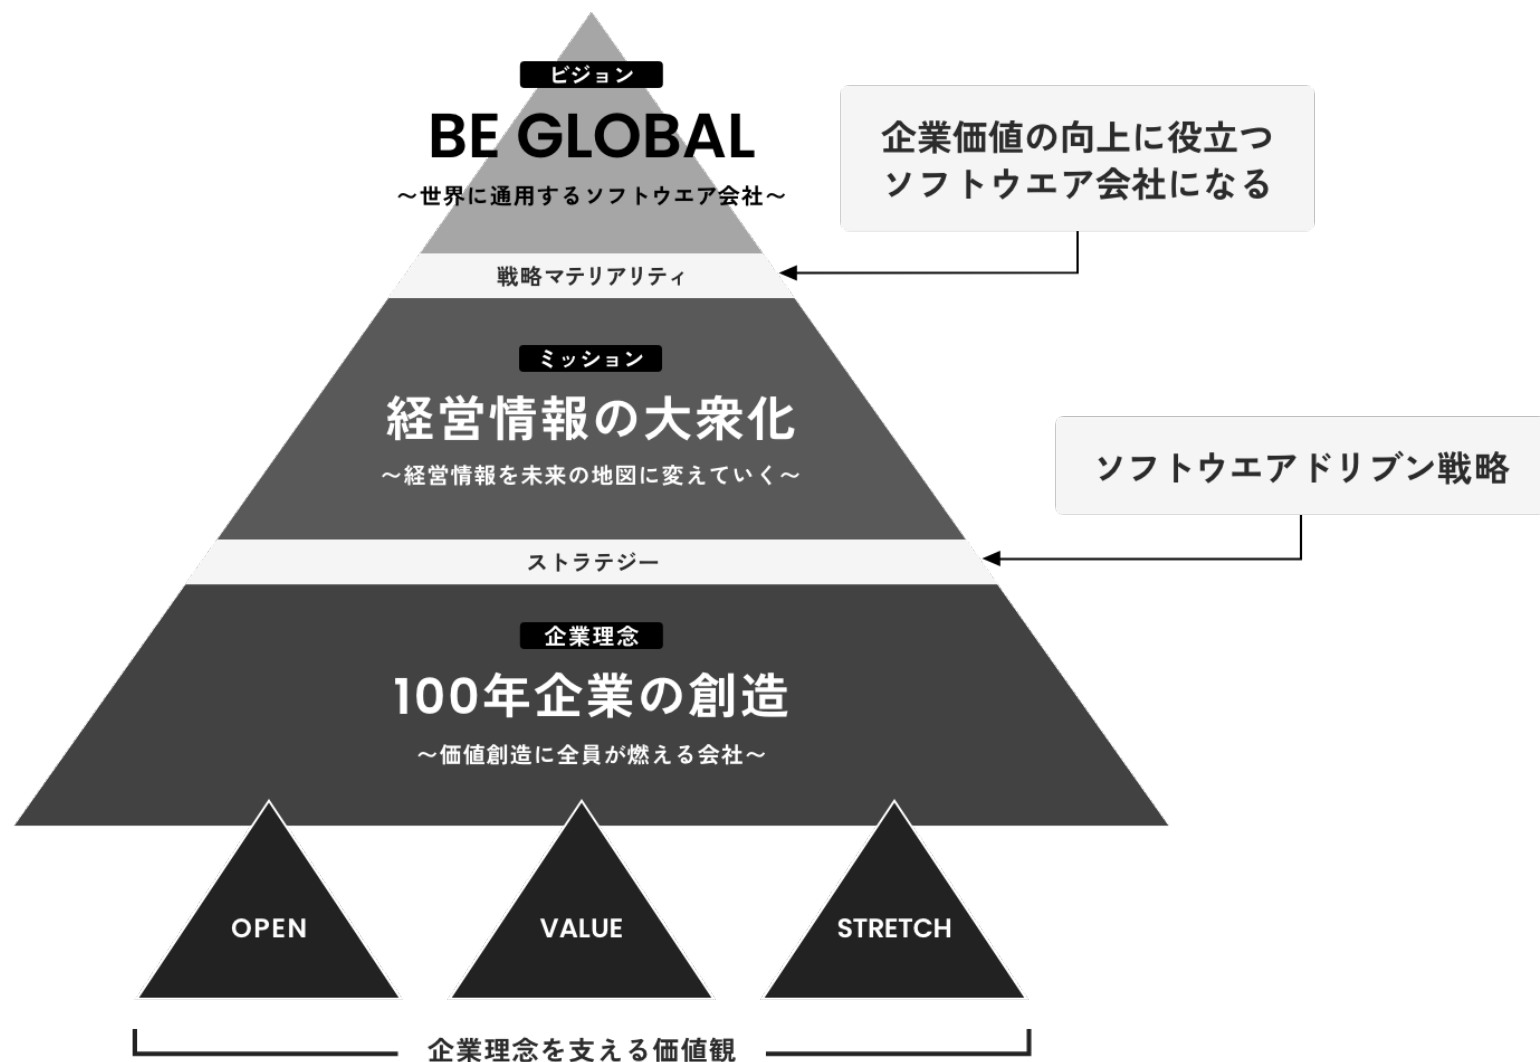 ビジョン
BE GLOBAL
～世界に通用するソフトウエア会社～
企業価値の向上に役立つ
ソフトウエア会社になる
戦略マテリアリティ
ミッション
経営情報の大衆化
～経営情報を未来の地図に変えていく～
ソフトウエアドリブン戦略
ストラテジー
企業理念
100年企業の創造
～価値創造に全員が燃える会社～
OPEN
VALUE
STRETCH
企業理念を支える価値観